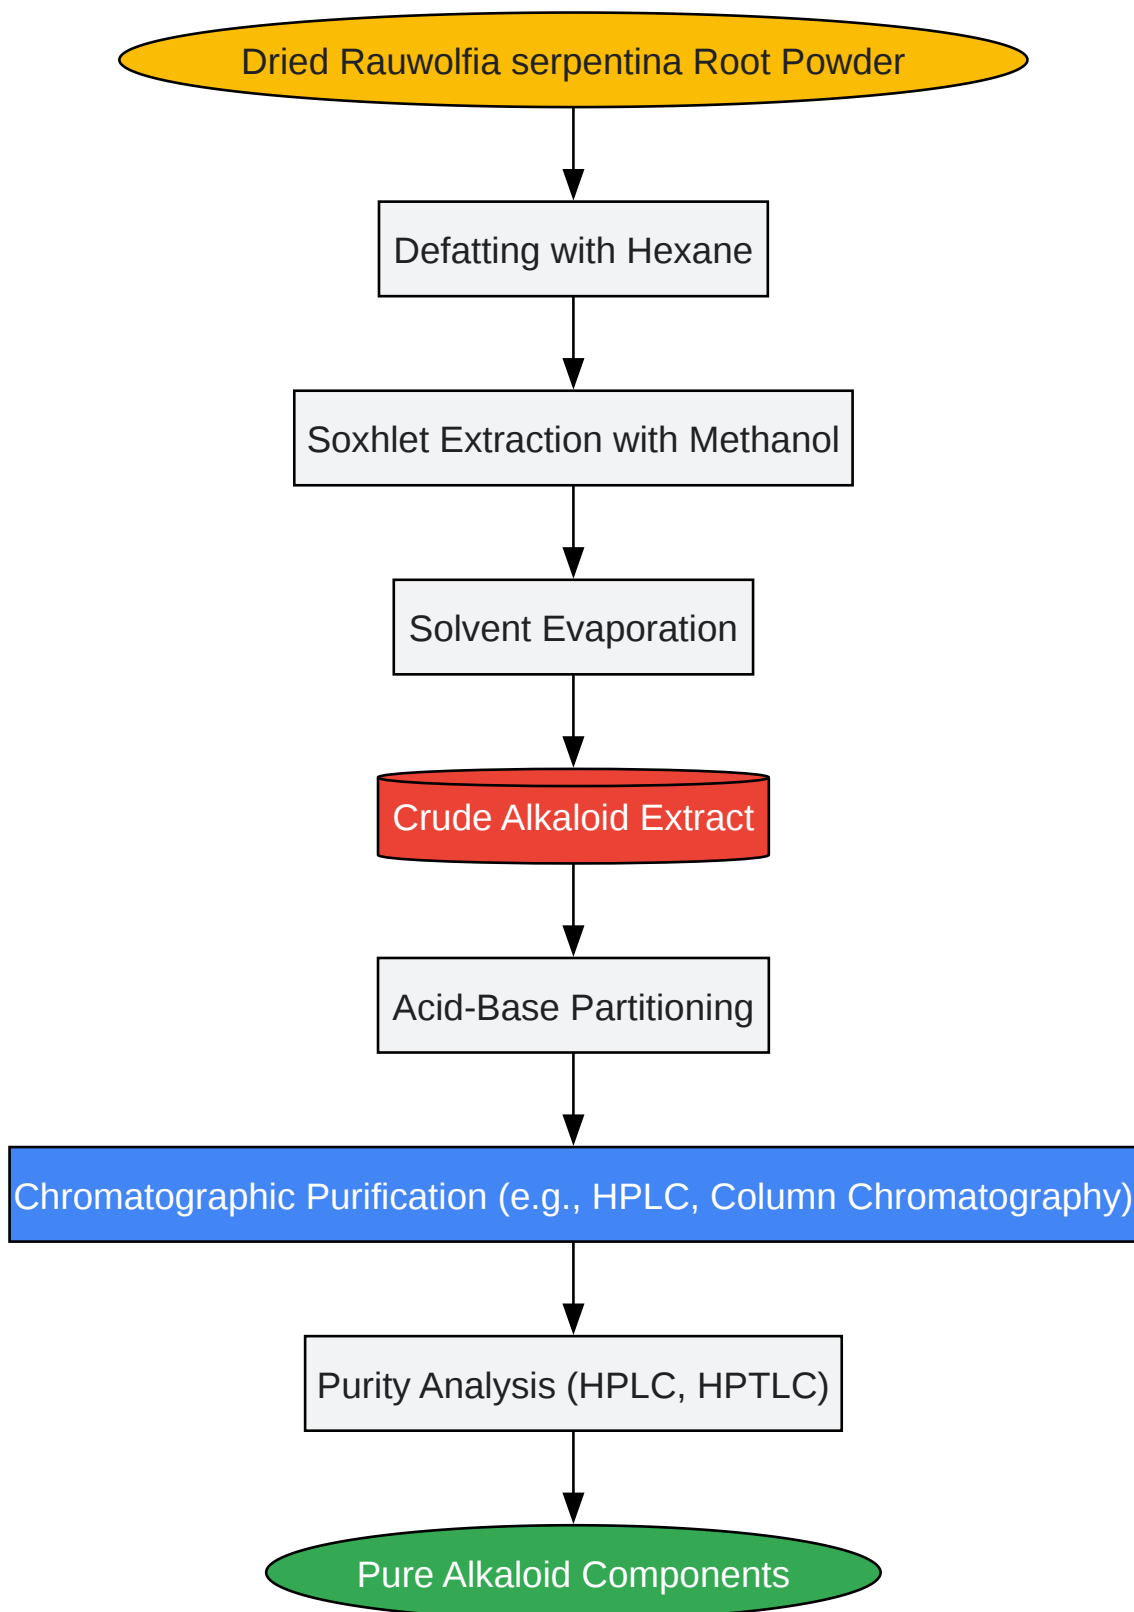 Dried Rauwolfia serpentina Root Powder
Defatting with Hexane
Soxhlet Extraction with Methanol
Solvent Evaporation
Crude Alkaloid Extract
Acid-Base Partitioning
Chromatographic Purification (e.g., HPLC, Column Chromatography)
Purity Analysis (HPLC, HPTLC)
Pure Alkaloid Components